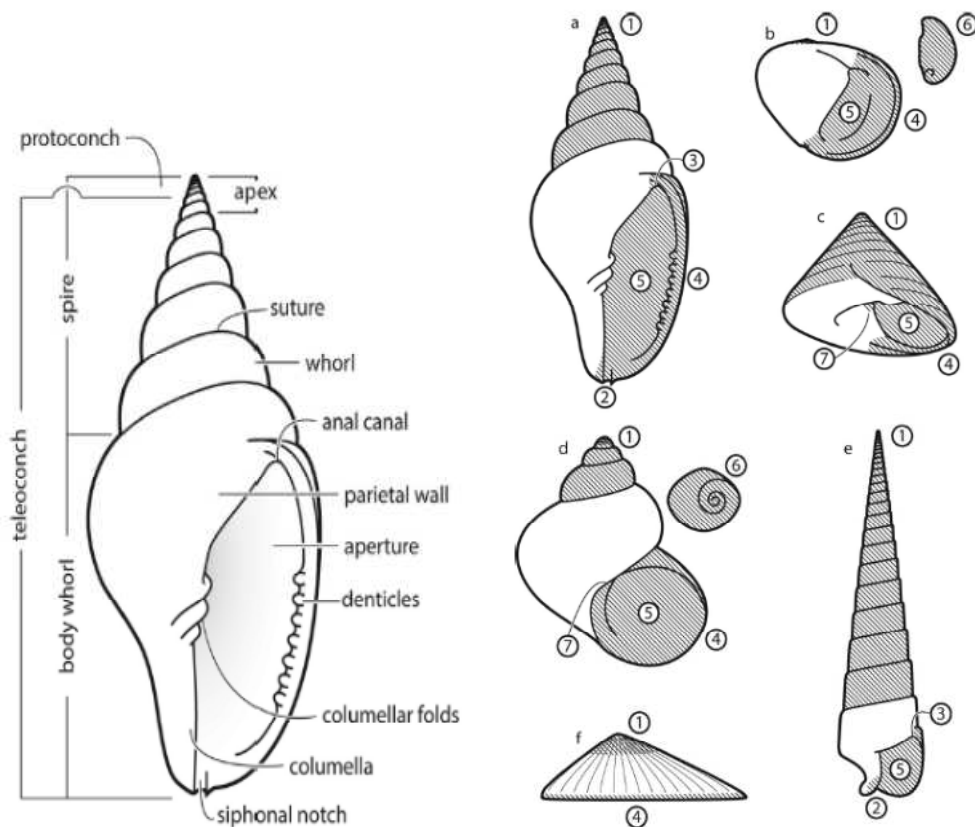 protoconch
apex
spire
suture
whorl
anal canal
teleoconch
parietal wall
aperture
body whorl
denticles
columellar folds
columella
siphonal notch
a
1
3
5
4
2
b
1
6
5
4
c
1
5
7
4
d
1
6
5
7
4
e
1
3
5
2
f
1
4